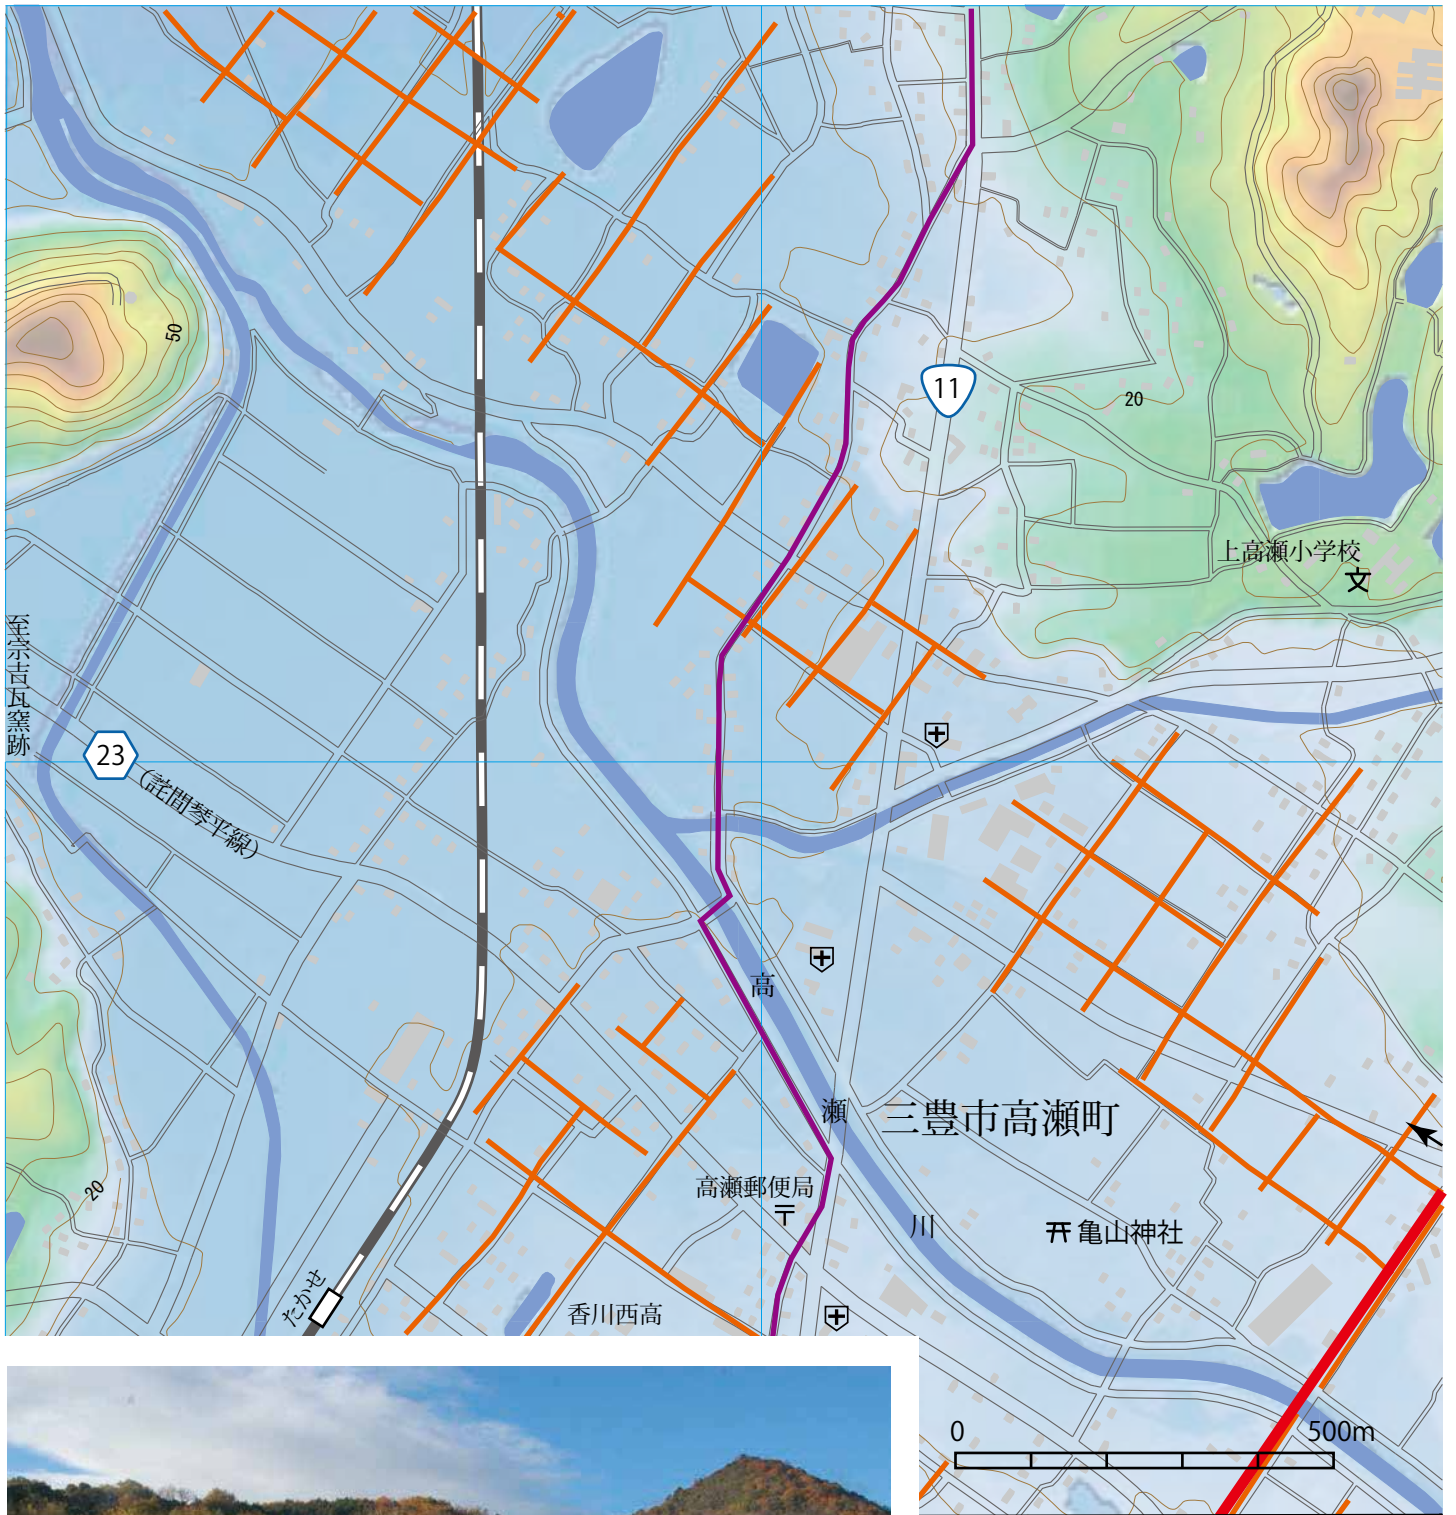 50
11
20
上高瀬小学校
至宗吉瓦窯跡
23
(詫間琴平線)
高
瀬
川
三豊市高瀬町
高瀬郵便局
亀山神社
20
たかせ
香川西高
0 500m